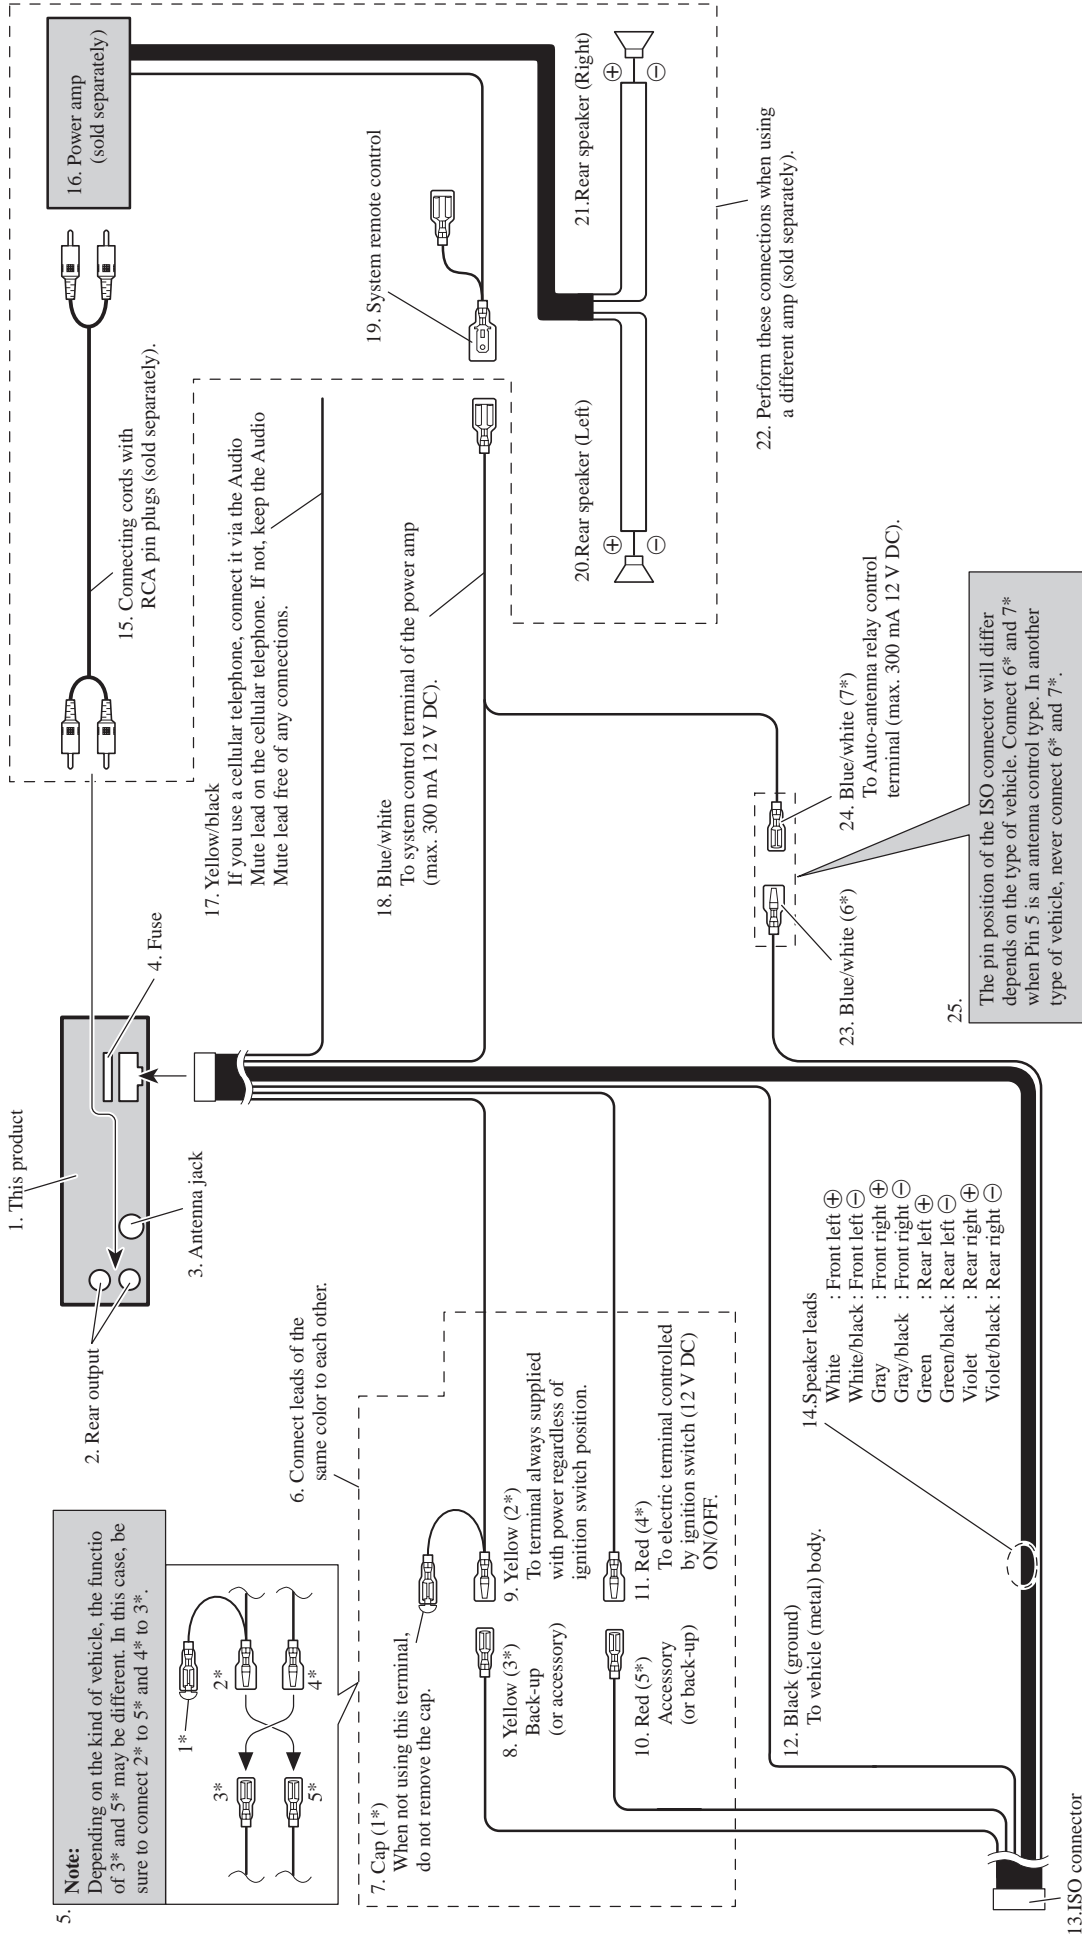 1. This product
2. Rear output
3. Antenna jack
4. Fuse
5.
Note:
Depending on the kind of vehicle, the functio
of 3* and 5* may be different. In this case, be
sure to connect 2* to 5* and 4* to 3*.
1*
3*
2*
5*
4*
6. Connect leads of the
same color to each other.
7. Cap (1*)
When not using this terminal,
do not remove the cap.
8. Yellow (3*)
Back-up
(or accessory)
9. Yellow (2*)
To terminal always supplied
with power regardless of
ignition switch position.
10. Red (5*)
Accessory
(or back-up)
11. Red (4*)
To electric terminal controlled
by ignition switch (12 V DC)
ON/OFF.
12. Black (ground)
To vehicle (metal) body.
13.ISO connector
14.Speaker leads
White : Front left ⊕
White/black : Front left ⊖
Gray : Front right ⊕
Gray/black : Front right ⊖
Green : Rear left ⊕
Green/black : Rear left ⊖
Violet : Rear right ⊕
Violet/black : Rear right ⊖
15. Connecting cords with
RCA pin plugs (sold separately).
16. Power amp
(sold separately)
17. Yellow/black
If you use a cellular telephone, connect it via the Audio
Mute lead on the cellular telephone. If not, keep the Audio
Mute lead free of any connections.
18. Blue/white
To system control terminal of the power amp
(max. 300 mA 12 V DC).
19. System remote control
20.Rear speaker (Left)
⊕
⊖
21.Rear speaker (Right)
⊕
⊖
22. Perform these connections when using
a different amp (sold separately).
23. Blue/white (6*)
24. Blue/white (7*)
To Auto-antenna relay control
terminal (max. 300 mA 12 V DC).
25.
The pin position of the ISO connector will differ
depends on the type of vehicle. Connect 6* and 7*
when Pin 5 is an antenna control type. In another
type of vehicle, never connect 6* and 7*.